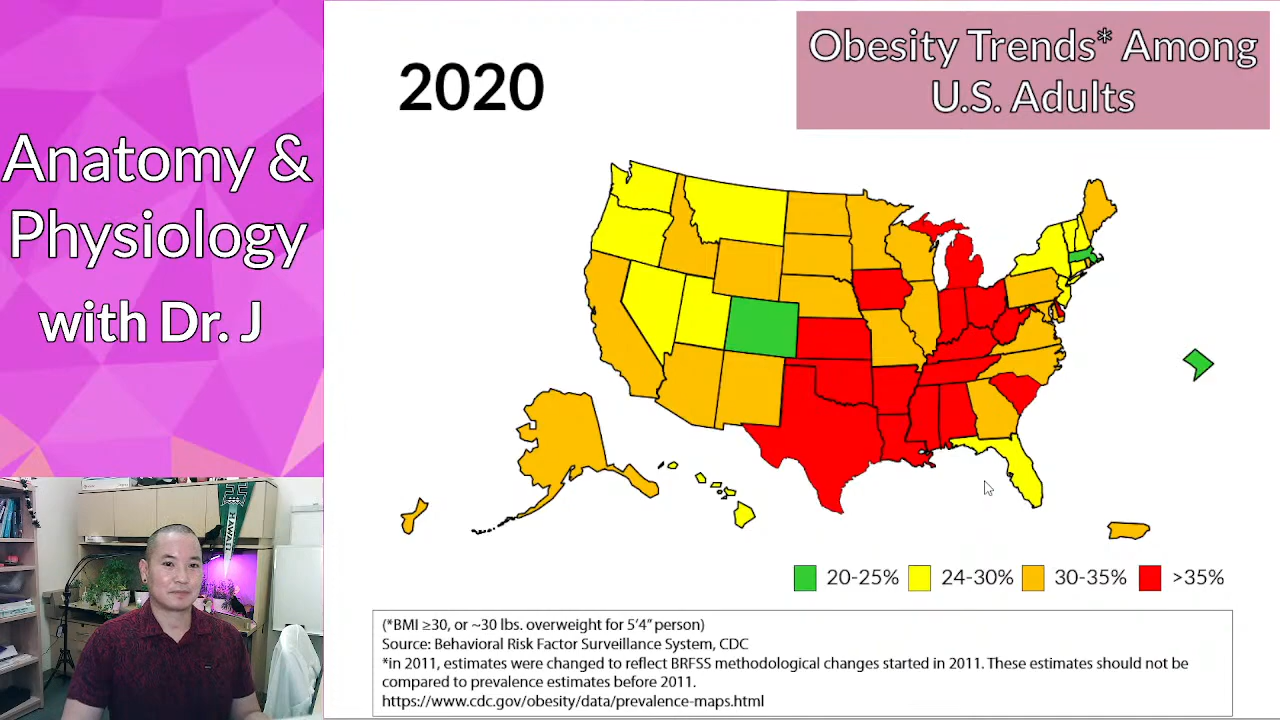 Anatomy &
Physiology
with Dr. J
2020
Obesity Trends* Among
U.S. Adults
20-25%
24-30%
30-35%
>35%
(*BMI ≥30, or ~30 lbs. overweight for 5’4” person)
Source: Behavioral Risk Factor Surveillance System, CDC
*in 2011, estimates were changed to reflect BRFSS methodological changes started in 2011. These estimates should not be
compared to prevalence estimates before 2011.
https://www.cdc.gov/obesity/data/prevalence-maps.html
HAWAII